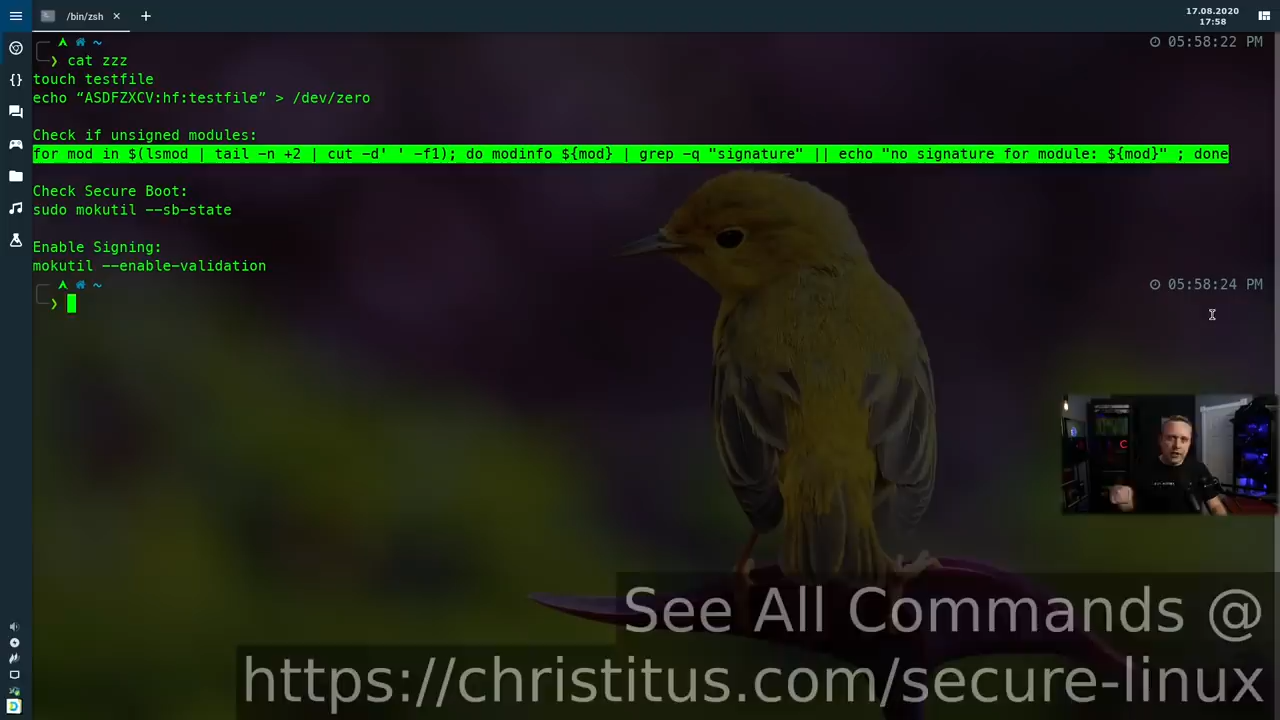 /bin/zsh
17.08.2020
17:58
~ 05:58:22 PM
❯ cat zzz
touch testfile
echo “ASDFZXCV:hf:testfile” > /dev/zero
Check if unsigned modules:
for mod in $(lsmod | tail -n +2 | cut -d' ' -f1); do modinfo ${mod} | grep -q "signature" || echo "no signature for module: ${mod}" ; done
Check Secure Boot:
sudo mokutil --sb-state
Enable Signing:
mokutil --enable-validation
~ 05:58:24 PM
❯
See All Commands @
https://christitus.com/secure-linux